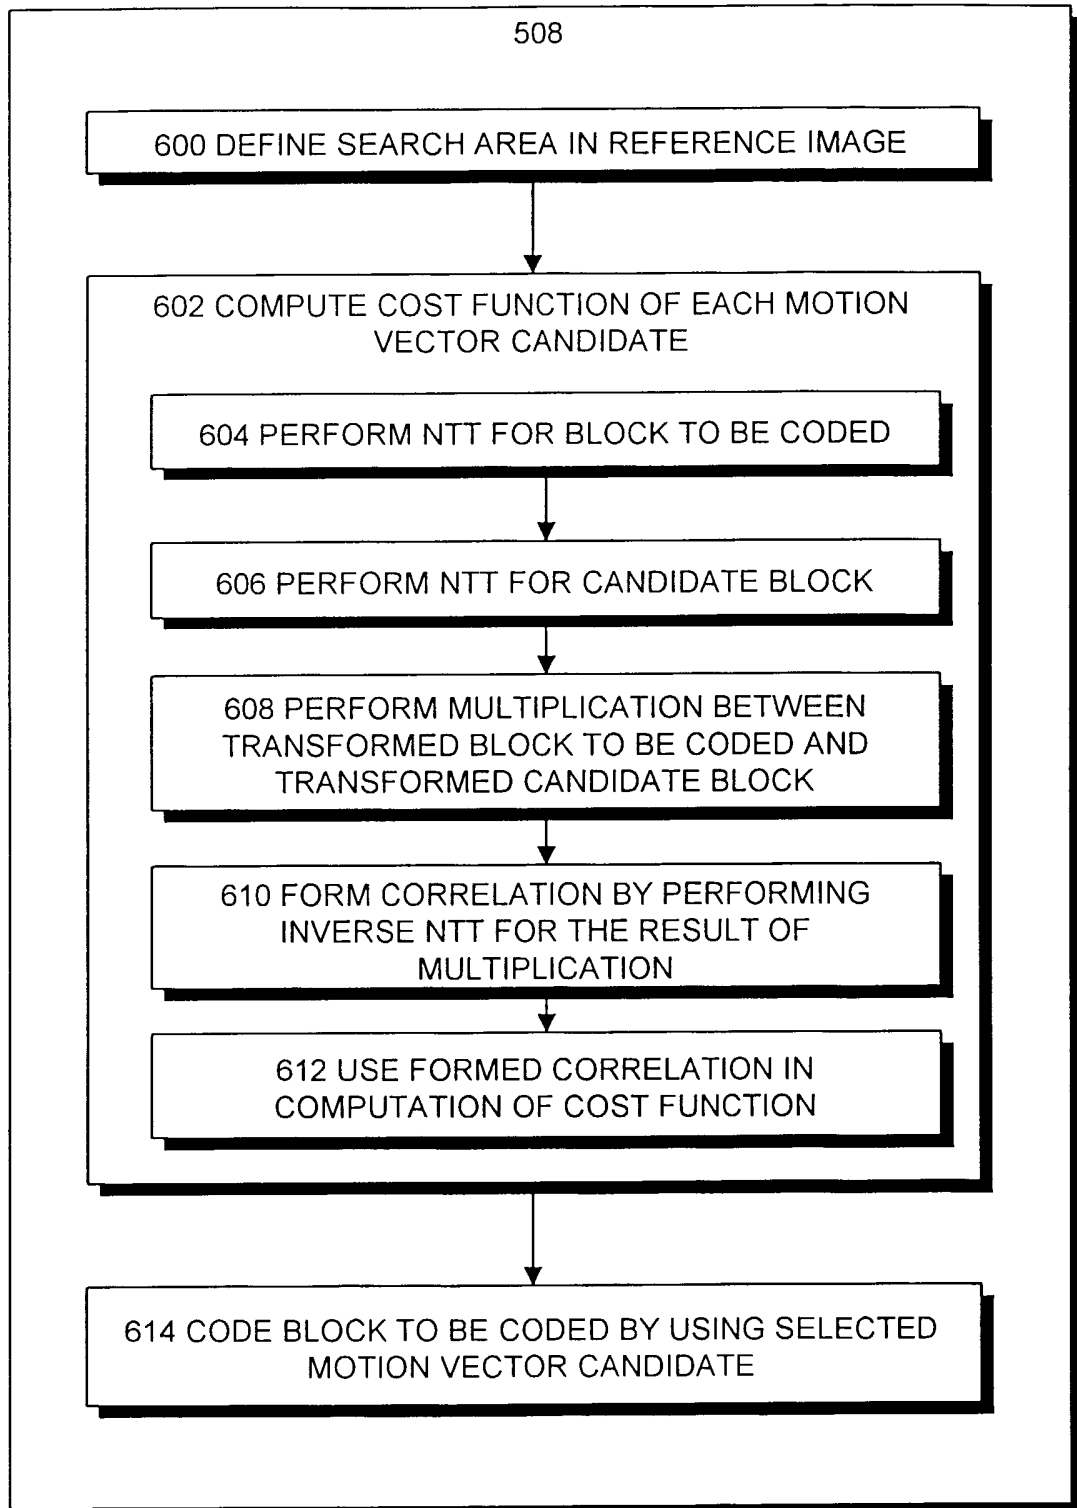 508
600 DEFINE SEARCH AREA IN REFERENCE IMAGE
602 COMPUTE COST FUNCTION OF EACH MOTION
VECTOR CANDIDATE
604 PERFORM NTT FOR BLOCK TO BE CODED
606 PERFORM NTT FOR CANDIDATE BLOCK
608 PERFORM MULTIPLICATION BETWEEN
TRANSFORMED BLOCK TO BE CODED AND
TRANSFORMED CANDIDATE BLOCK
610 FORM CORRELATION BY PERFORMING
INVERSE NTT FOR THE RESULT OF
MULTIPLICATION
612 USE FORMED CORRELATION IN
COMPUTATION OF COST FUNCTION
614 CODE BLOCK TO BE CODED BY USING SELECTED
MOTION VECTOR CANDIDATE